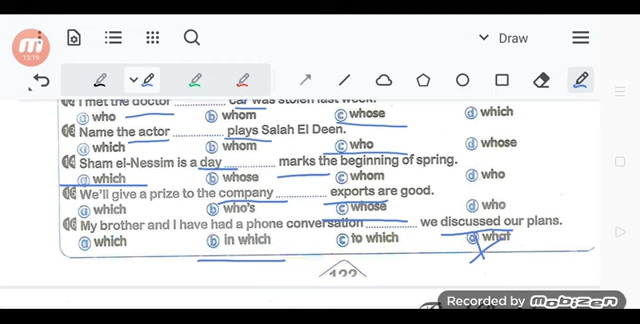 m
13:19
Draw
I met the doctor ............ car was stolen last week.
ⓐ who ⓑ whom ⓒ whose ⓓ which
Name the actor ............ plays Salah El Deen.
ⓐ which ⓑ whom ⓒ who ⓓ whose
Sham el-Nessim is a day ............ marks the beginning of spring.
ⓐ which ⓑ whose ⓒ whom ⓓ who
We'll give a prize to the company ............ exports are good.
ⓐ which ⓑ who's ⓒ whose ⓓ who
My brother and I have had a phone conversation ............ we discussed our plans.
ⓐ which ⓑ in which ⓒ to which ⓓ what
Recorded by MOBIZEN